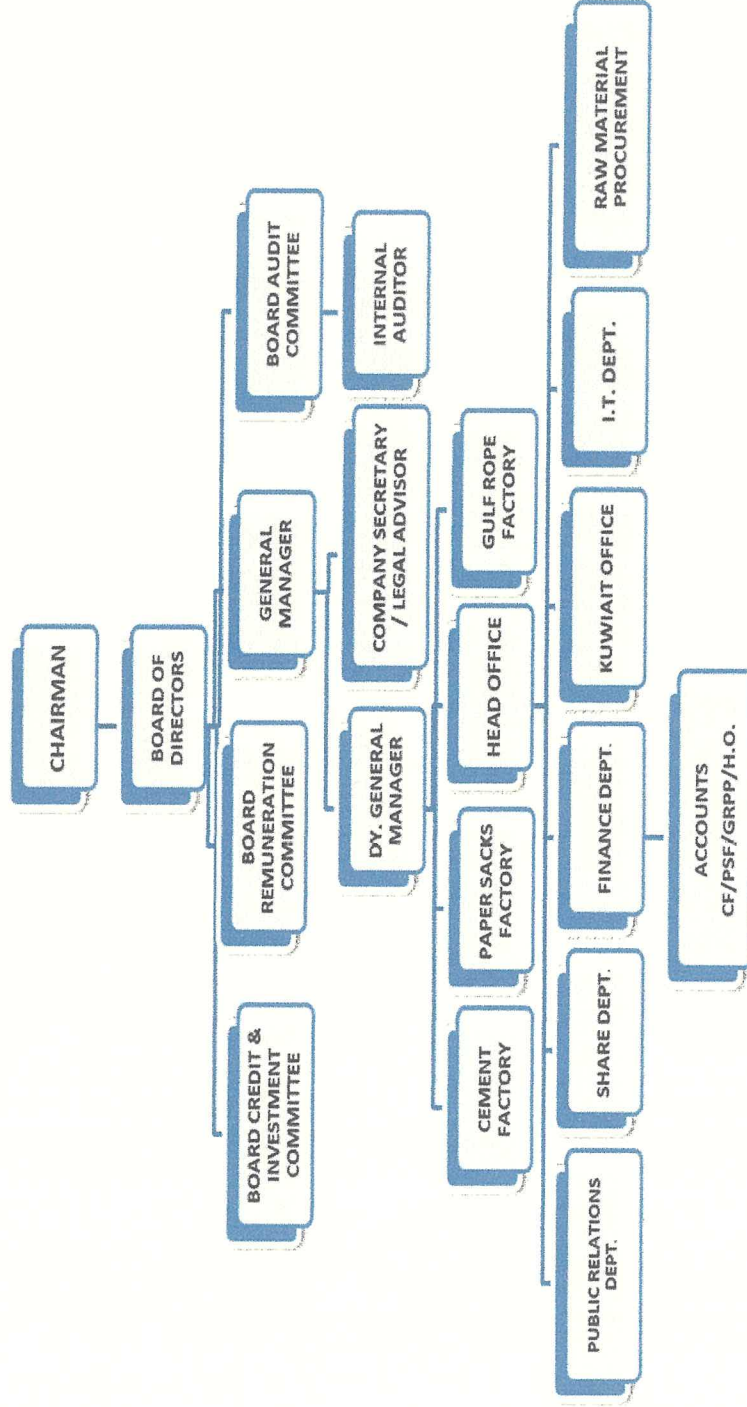 CHAIRMAN
BOARD OF
DIRECTORS
BOARD CREDIT &
INVESTMENT
COMMITTEE
BOARD
REMUNERATION
COMMITTEE
GENERAL
MANAGER
BOARD AUDIT
COMMITTEE
DY. GENERAL
MANAGER
COMPANY SECRETARY
/ LEGAL ADVISOR
INTERNAL
AUDITOR
CEMENT
FACTORY
PAPER SACKS
FACTORY
HEAD OFFICE
GULF ROPE
FACTORY
PUBLIC RELATIONS
DEPT.
SHARE DEPT.
FINANCE DEPT.
KUWIAIT OFFICE
I.T. DEPT.
RAW MATERIAL
PROCUREMENT
ACCOUNTS
CF/PSF/GRPP/H.O.